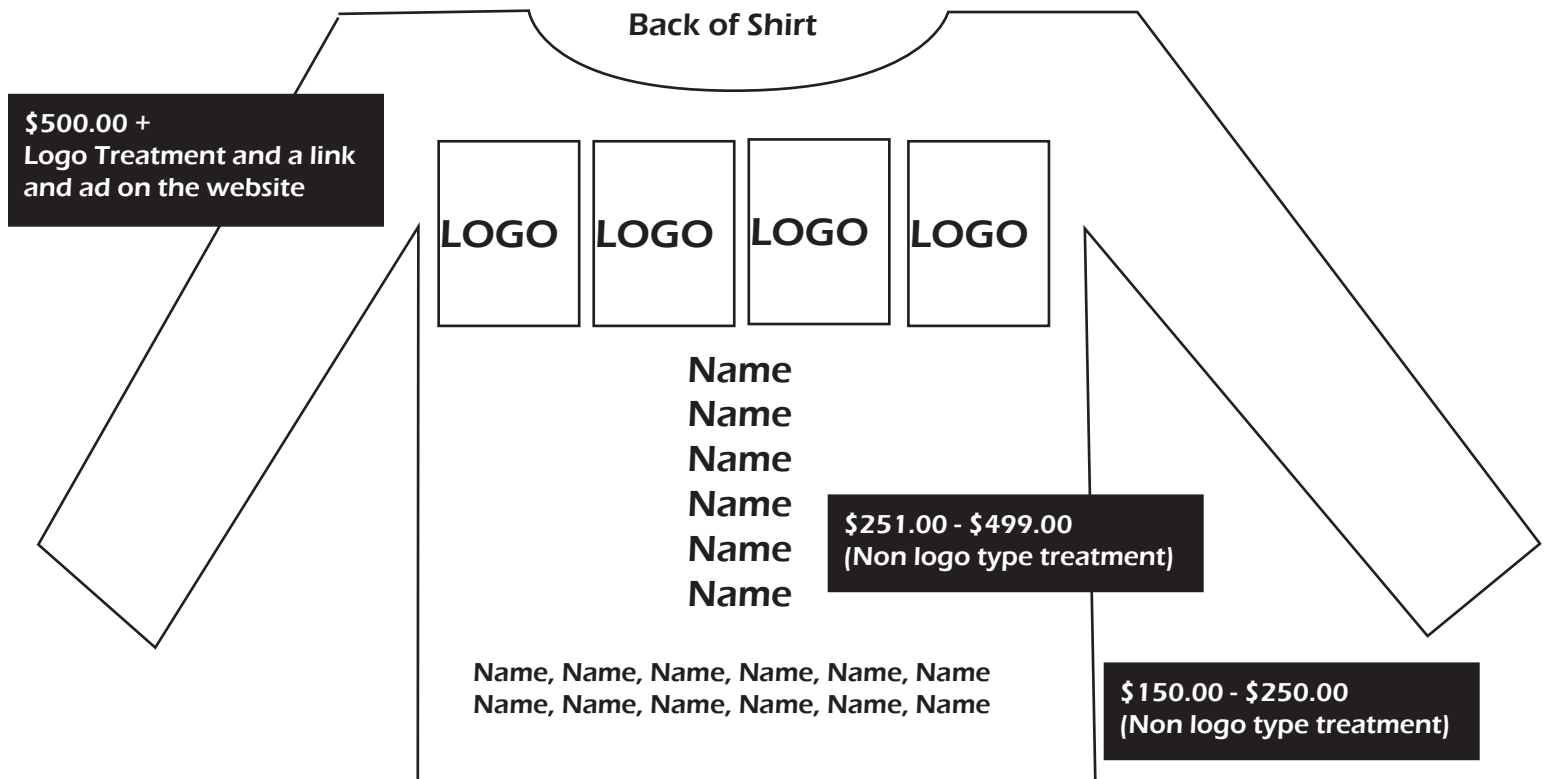 Back of Shirt
$500.00 +
Logo Treatment and a link
and ad on the website
LOGO LOGO LOGO LOGO
Name
Name
Name
Name
Name
Name
$251.00 - $499.00
(Non logo type treatment)
Name, Name, Name, Name, Name, Name
Name, Name, Name, Name, Name, Name
$150.00 - $250.00
(Non logo type treatment)